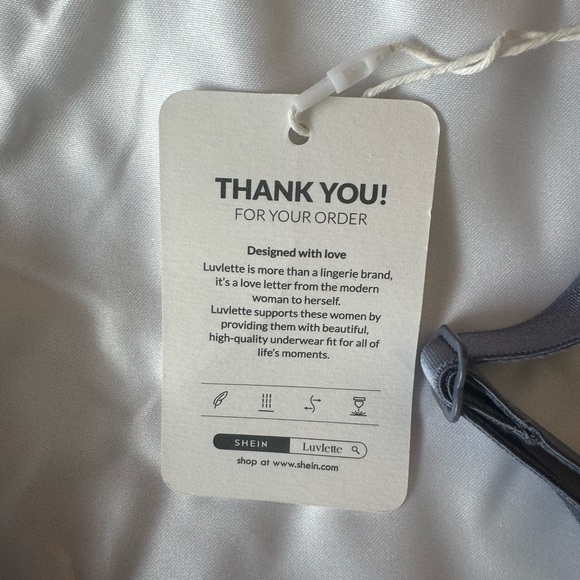 THANK YOU!
FOR YOUR ORDER
Designed with love
Luvlette is more than a lingerie brand,
it's a love letter from the modern
woman to herself.
Luvlette supports these women by
providing them with beautiful,
high-quality underwear fit for all of
life's moments.
SHEIN Luvlette
shop at www.shein.com